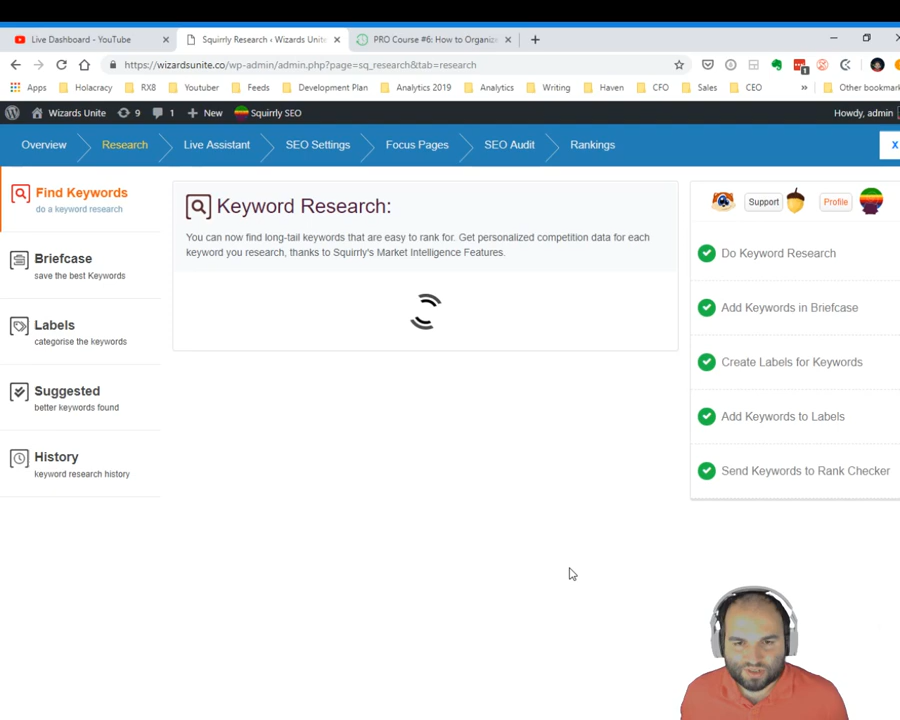 Live Dashboard - YouTube
Squirrly Research ‹ Wizards Unite
PRO Course #6: How to Organize
https://wizardsunite.co/wp-admin/admin.php?page=sq_research&tab=research
Apps
Holacracy
RX8
Youtuber
Feeds
Development Plan
Analytics 2019
Analytics
Writing
Haven
CFO
Sales
CEO
»
Other bookmark
Wizards Unite
9
1
New
Squirrly SEO
Howdy, admin
Overview
Research
Live Assistant
SEO Settings
Focus Pages
SEO Audit
Rankings
X
Find Keywords
do a keyword research
Briefcase
save the best Keywords
Labels
categorise the keywords
Suggested
better keywords found
History
keyword research history
Keyword Research:
You can now find long-tail keywords that are easy to rank for. Get personalized competition data for each
keyword you research, thanks to Squirrly's Market Intelligence Features.
Support
Profile
Do Keyword Research
Add Keywords in Briefcase
Create Labels for Keywords
Add Keywords to Labels
Send Keywords to Rank Checker